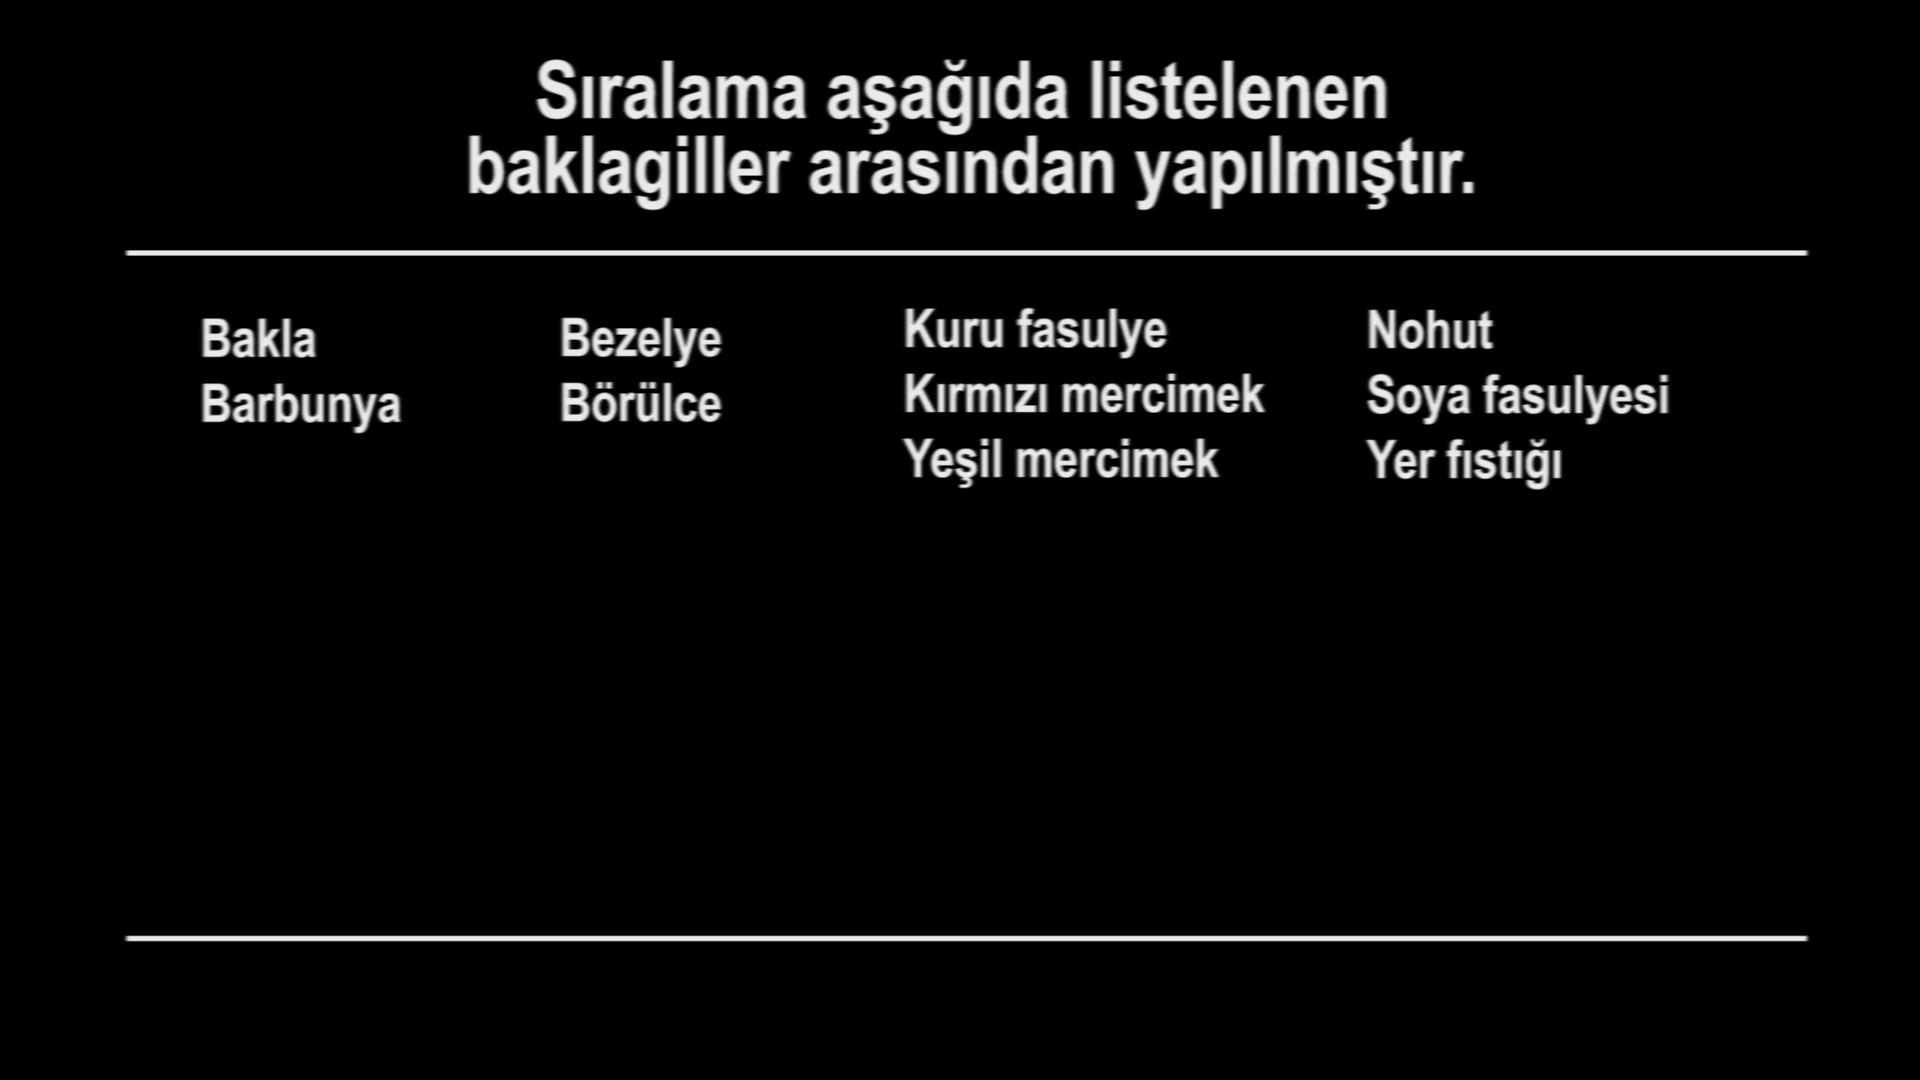 Sıralama aşağıda listelenen
baklagiller arasından yapılmıştır.
Bakla
Barbunya
Bezelye
Börülce
Kuru fasulye
Kırmızı mercimek
Yeşil mercimek
Nohut
Soya fasulyesi
Yer fıstığı